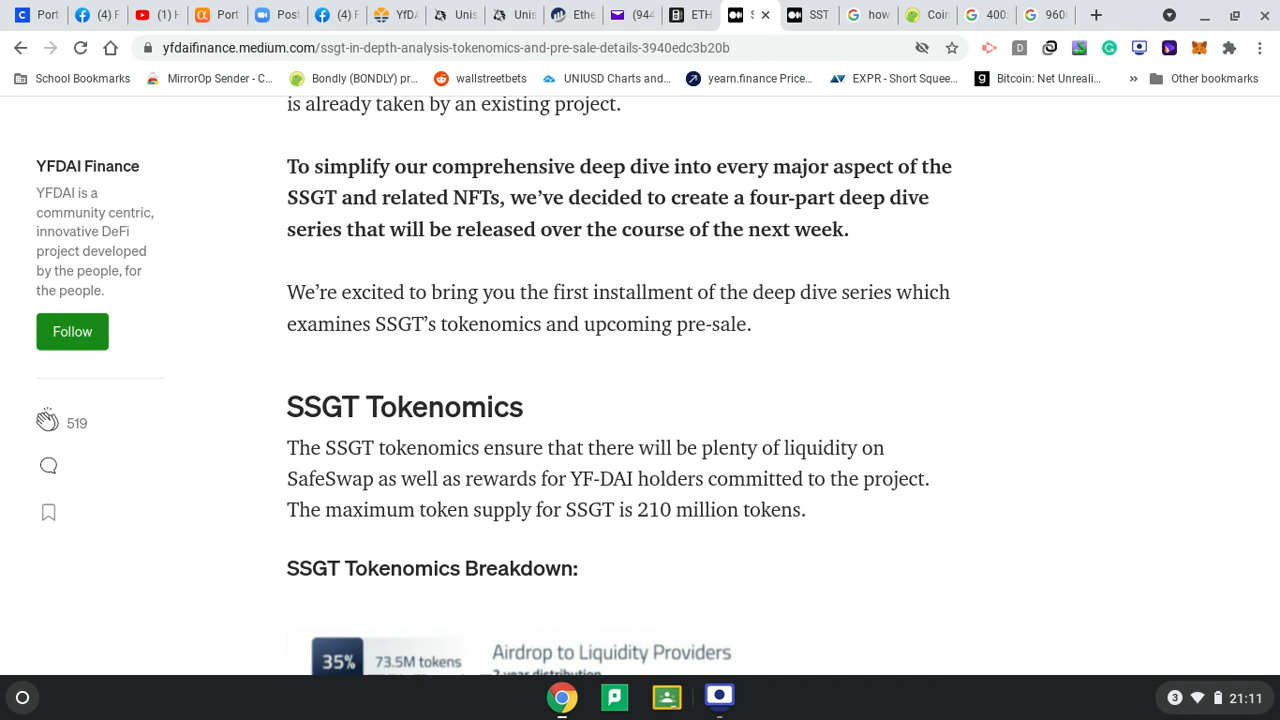 Port
(4) F
(1) H
Port
Post
(4) F
YfDA
Unis
Unis
Ethe
(944
ETH
S
SST
how
Coin
400
960
yfdaifinance.medium.com/ssgt-in-depth-analysis-tokenomics-and-pre-sale-details-3940edc3b20b
School Bookmarks
MirrorOp Sender - C...
Bondly (BONDLY) pr...
wallstreetbets
UNIUSD Charts and...
yearn.finance Price...
EXPR - Short Squee...
Bitcoin: Net Unreali...
»
Other bookmarks
is already taken by an existing project.
YFDAI Finance
YFDAI is a
community centric,
innovative DeFi
project developed
by the people, for
the people.
Follow
519
To simplify our comprehensive deep dive into every major aspect of the
SSGT and related NFTs, we’ve decided to create a four-part deep dive
series that will be released over the course of the next week.
We’re excited to bring you the first installment of the deep dive series which
examines SSGT’s tokenomics and upcoming pre-sale.
SSGT Tokenomics
The SSGT tokenomics ensure that there will be plenty of liquidity on
SafeSwap as well as rewards for YF-DAI holders committed to the project.
The maximum token supply for SSGT is 210 million tokens.
SSGT Tokenomics Breakdown:
35%
73.5M tokens
Airdrop to Liquidity Providers
2 year distribution
3
21:11